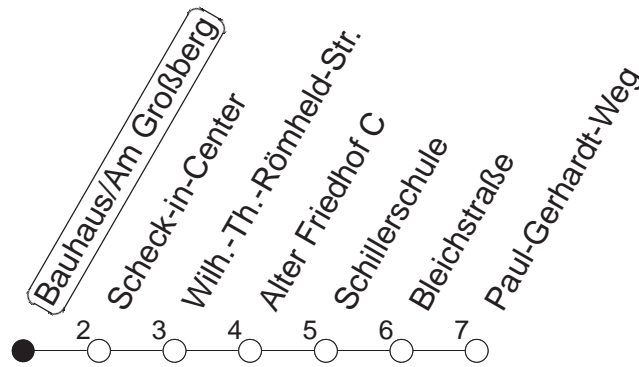 Bauhaus/Am Großberg
Scheck-in-Center
Wilh.-Th.-Römheld-Str.
Alter Friedhof C
Schillerschule
Bleichstraße
Paul-Gerhardt-Weg
2 3 4 5 6 7